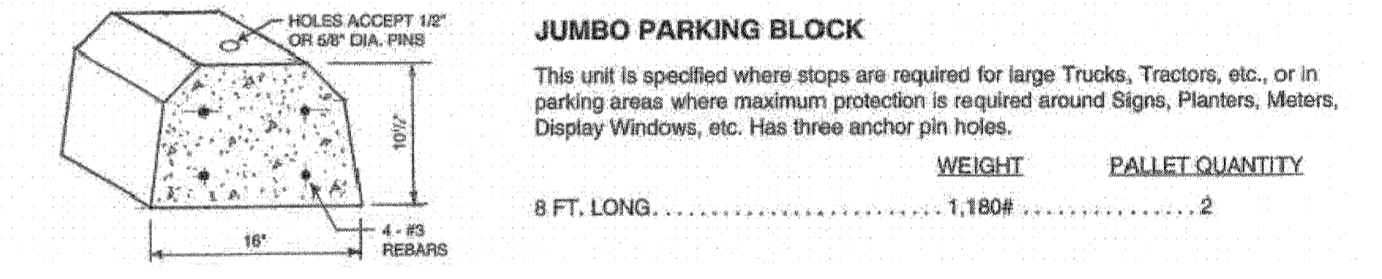 HOLES ACCEPT 1/2"
OR 5/8" DIA. PINS
10½"
16"
4 - #3
REBARS
JUMBO PARKING BLOCK
This unit is specified where stops are required for large Trucks, Tractors, etc., or in
parking areas where maximum protection is required around Signs, Planters, Meters,
Display Windows, etc. Has three anchor pin holes.
WEIGHT PALLET QUANTITY
8 FT. LONG. . . . . . . . . . . . . . . . . . . . . . . . . . 1,180# . . . . . . . . . . . . . . . 2